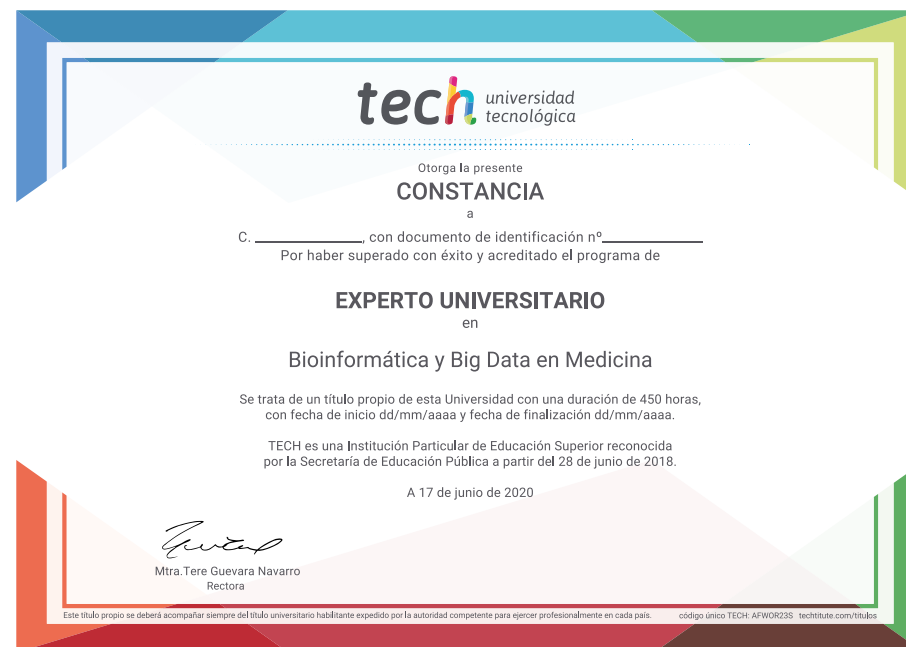 tech universidad
tecnológica
Otorga la presente
CONSTANCIA
a
C. ______________, con documento de identificación nº_____________
Por haber superado con éxito y acreditado el programa de
EXPERTO UNIVERSITARIO
en
Bioinformática y Big Data en Medicina
Se trata de un título propio de esta Universidad con una duración de 450 horas,
con fecha de inicio dd/mm/aaaa y fecha de finalización dd/mm/aaaa.
TECH es una Institución Particular de Educación Superior reconocida
por la Secretaría de Educación Pública a partir del 28 de junio de 2018.
A 17 de junio de 2020
Mtra.Tere Guevara Navarro
Rectora
Este título propio se deberá acompañar siempre del título universitario habilitante expedido por la autoridad competente para ejercer profesionalmente en cada país. código único TECH: AFWOR23S techtitute.com/títulos